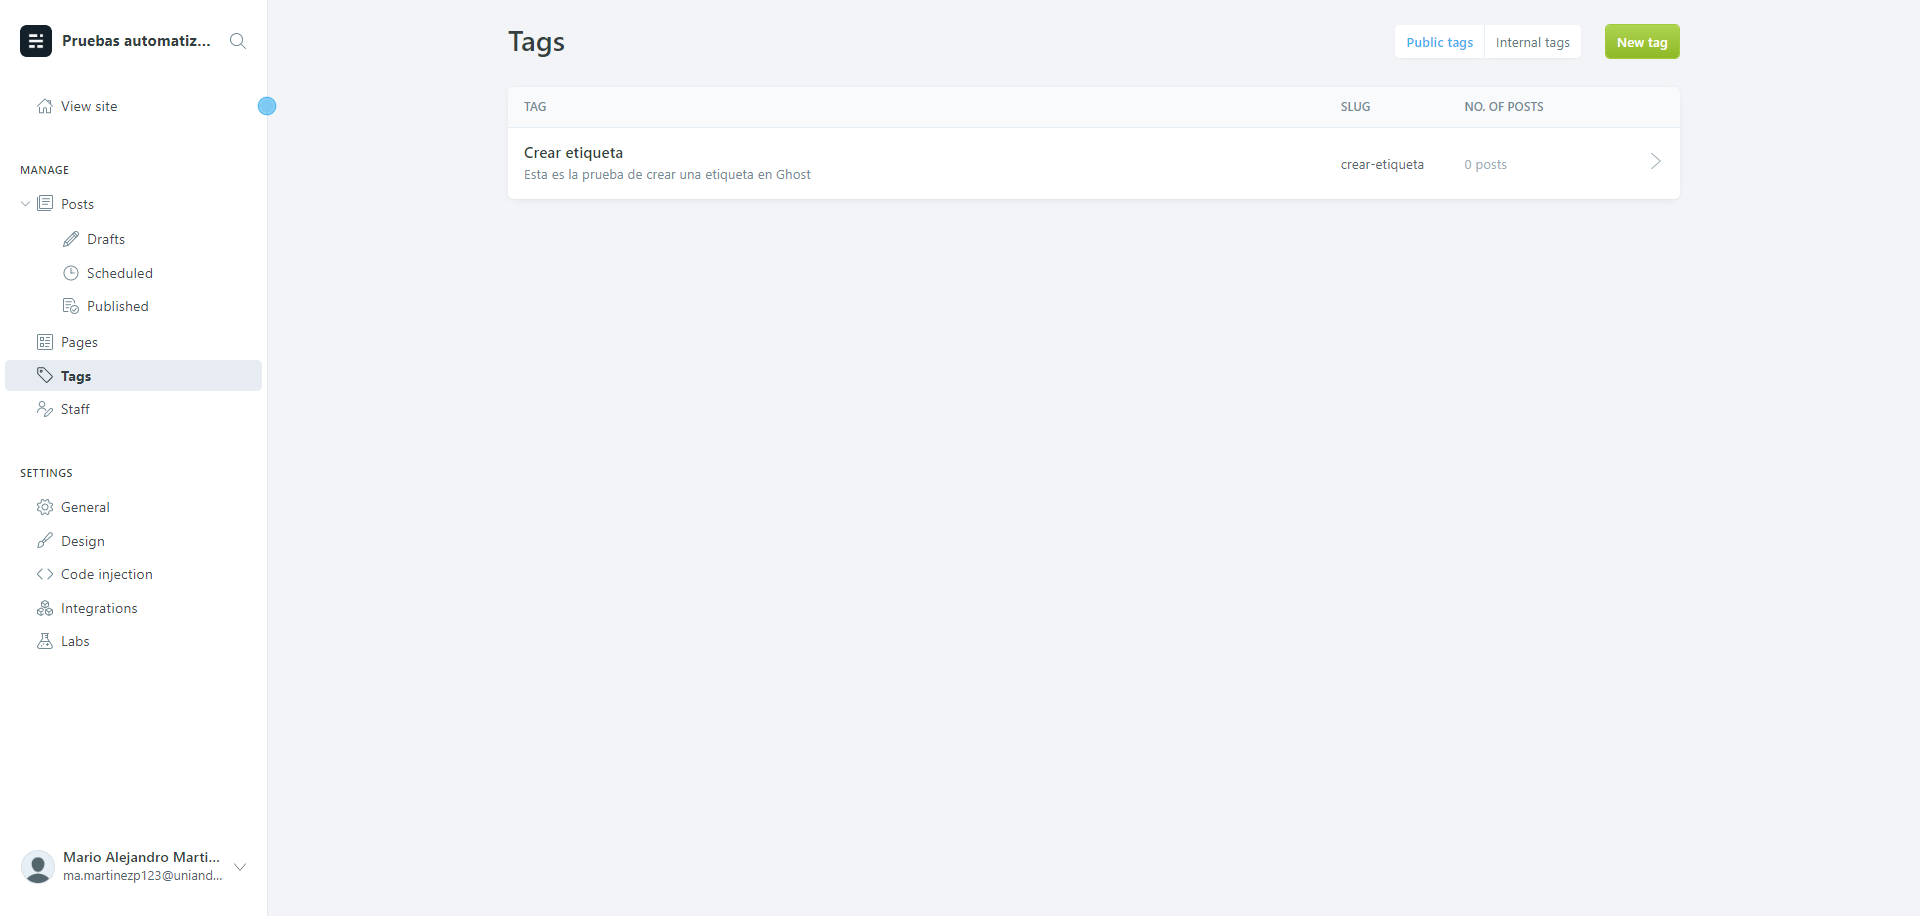 Pruebas automatiz...
View site
MANAGE
Posts
Drafts
Scheduled
Published
Pages
Tags
Staff
SETTINGS
General
Design
Code injection
Integrations
Labs
Mario Alejandro Marti...
ma.martinezp123@uniand...
Tags
Public tags
Internal tags
New tag
TAG
SLUG
NO. OF POSTS
Crear etiqueta
Esta es la prueba de crear una etiqueta en Ghost
crear-etiqueta
0 posts